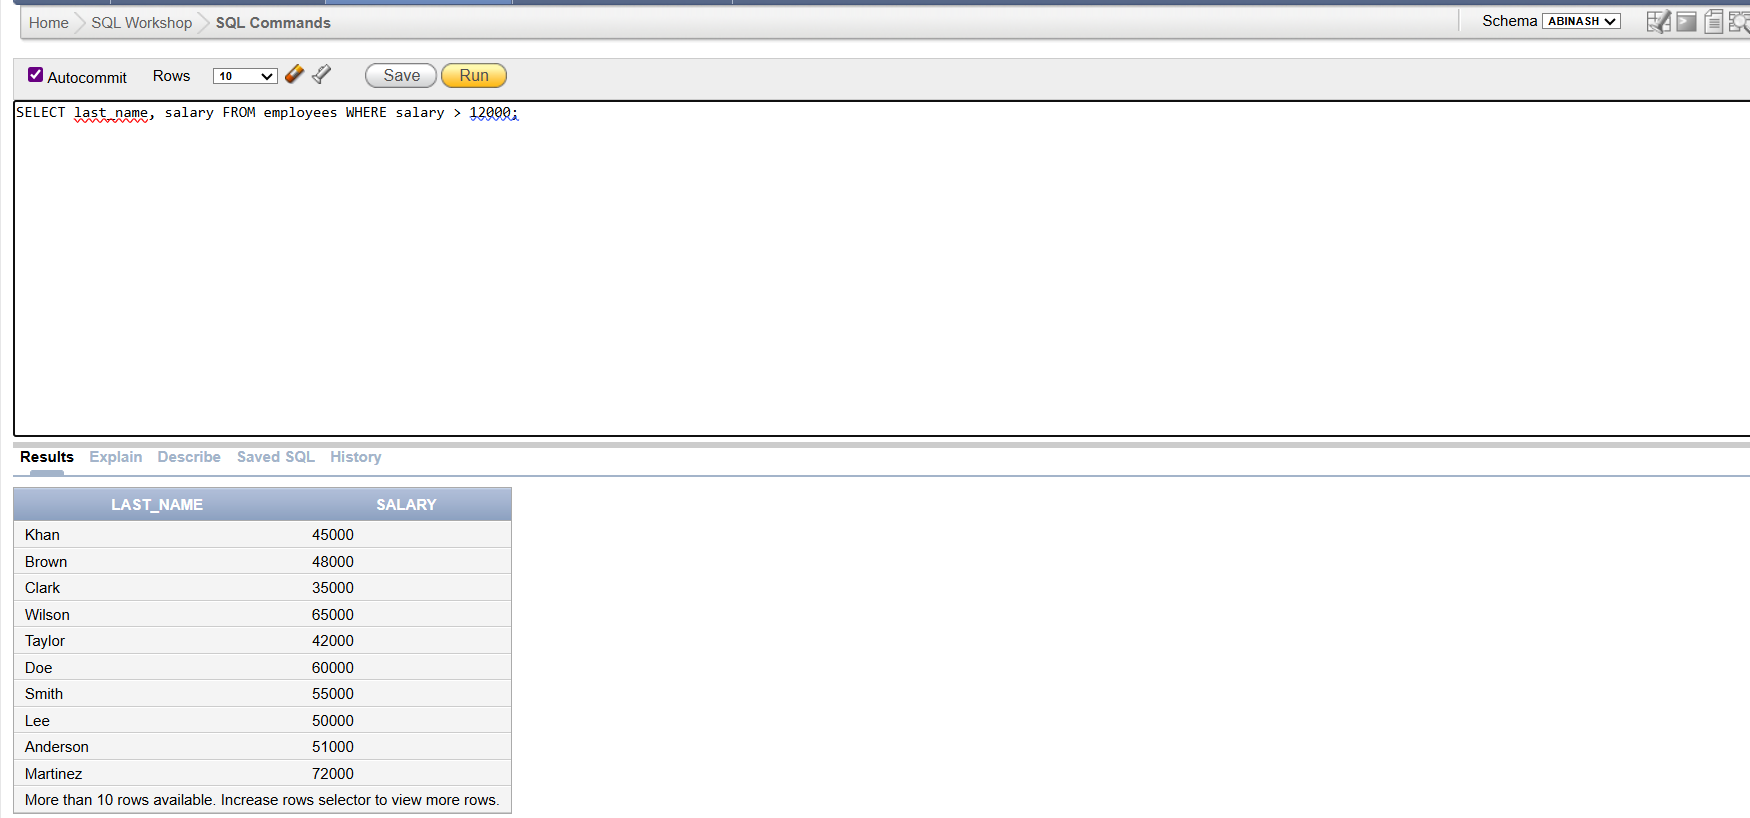 Home SQL Workshop SQL Commands Schema ABINASH
Autocommit Rows 10 Save Run
SELECT last_name, salary FROM employees WHERE salary > 12000;
Results Explain Describe Saved SQL History
LAST_NAME SALARY
Khan 45000
Brown 48000
Clark 35000
Wilson 65000
Taylor 42000
Doe 60000
Smith 55000
Lee 50000
Anderson 51000
Martinez 72000
More than 10 rows available. Increase rows selector to view more rows.